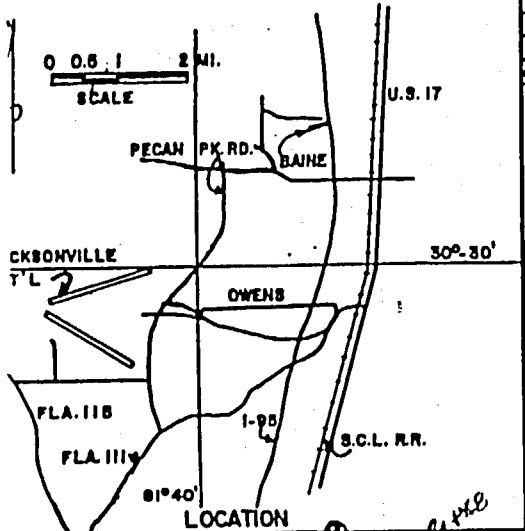 0 0.5 1 2 MI.
SCALE
U.S. 17
PECAN PK. RD.
BAINE
CKSONVILLE
T'L
30°-30'
OWENS
FLA. 115
FLA. 111
I-95
S.C.L. R.R.
81°40'
LOCATION